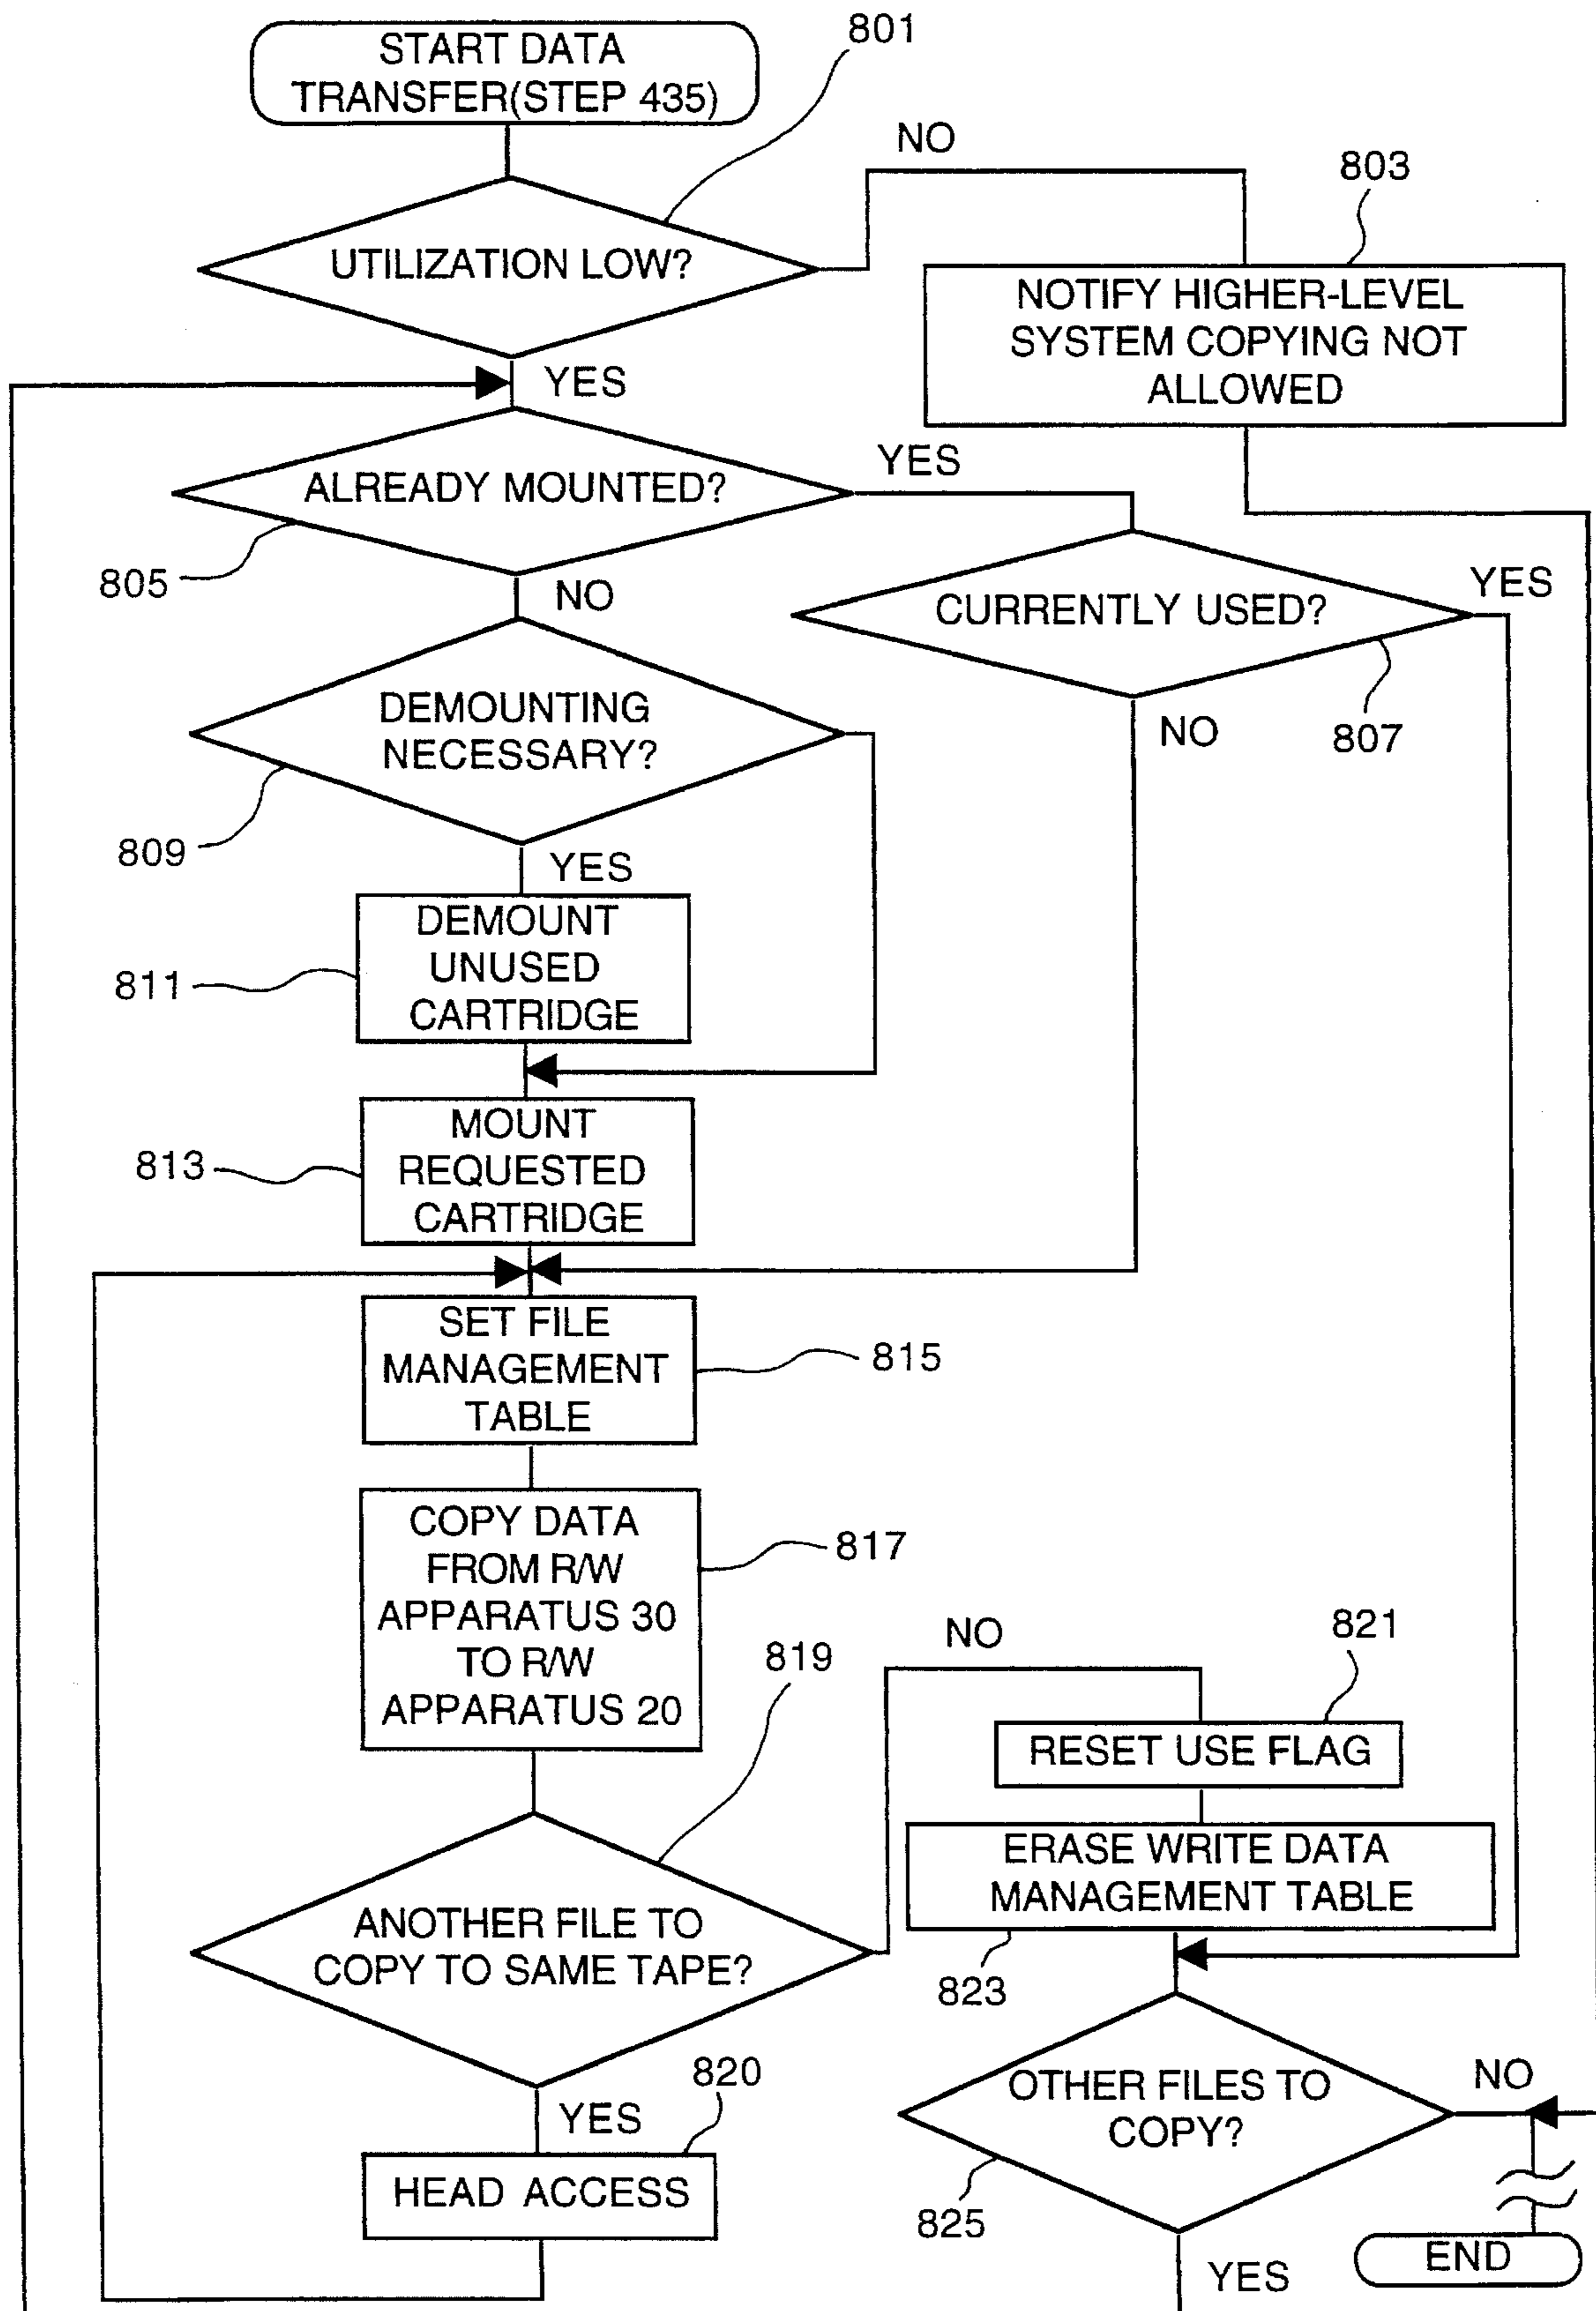 START DATA
TRANSFER(STEP 435)
801
UTILIZATION LOW?
NO
803
NOTIFY HIGHER-LEVEL
SYSTEM COPYING NOT
ALLOWED
YES
ALREADY MOUNTED?
YES
805
NO
CURRENTLY USED?
YES
807
NO
DEMOUNTING
NECESSARY?
809
YES
DEMOUNT
UNUSED
CARTRIDGE
811
MOUNT
REQUESTED
CARTRIDGE
813
SET FILE
MANAGEMENT
TABLE
815
COPY DATA
FROM R/W
APPARATUS 30
TO R/W
APPARATUS 20
817
819
ANOTHER FILE TO
COPY TO SAME TAPE?
NO
821
RESET USE FLAG
ERASE WRITE DATA
MANAGEMENT TABLE
823
YES
820
HEAD ACCESS
OTHER FILES TO
COPY?
NO
825
YES
END